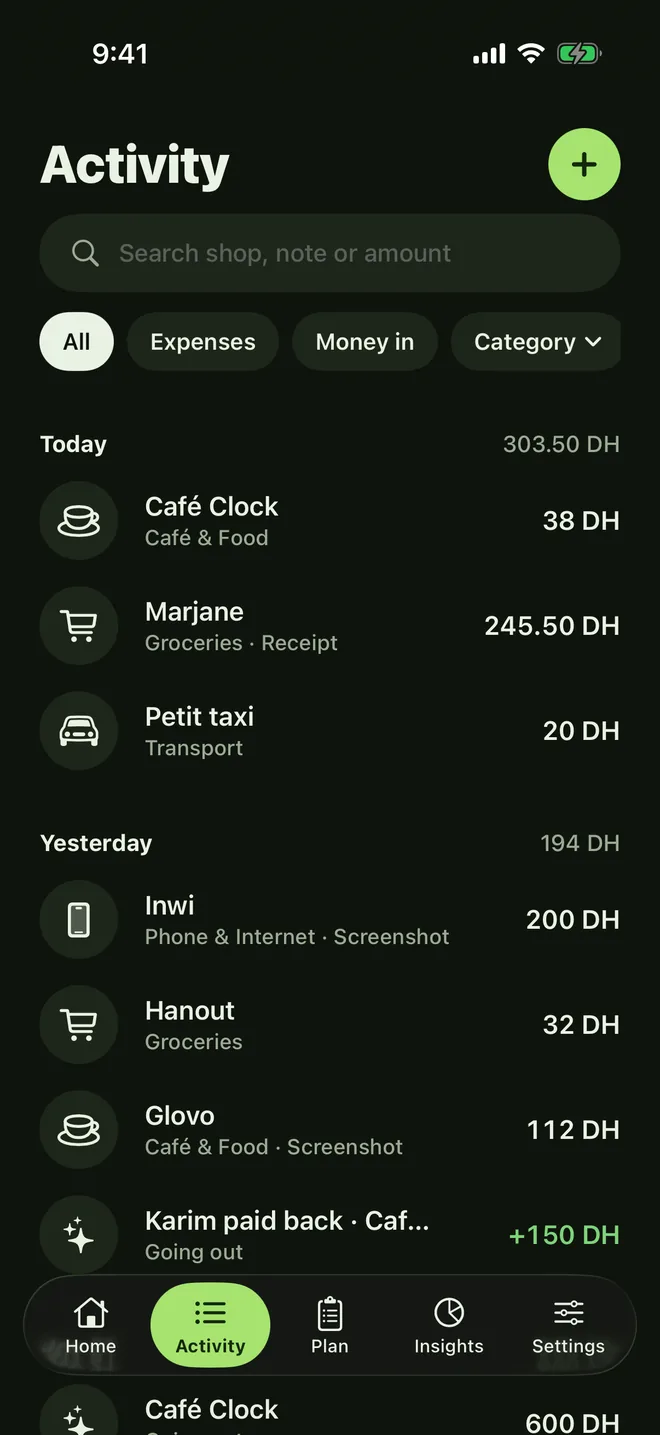 9:41
Activity
Search shop, note or amount
All Expenses Money in Category
Today 303.50 DH
Café Clock
38 DH
Café & Food
Marjane
245.50 DH
Groceries · Receipt
Petit taxi
20 DH
Transport
Yesterday 194 DH
Inwi
200 DH
Phone & Internet · Screenshot
Hanout
32 DH
Groceries
Glovo
112 DH
Café & Food · Screenshot
Karim paid back · Caf...
+150 DH
Going out
Home Activity Plan Insights Settings
Café Clock
600 DH